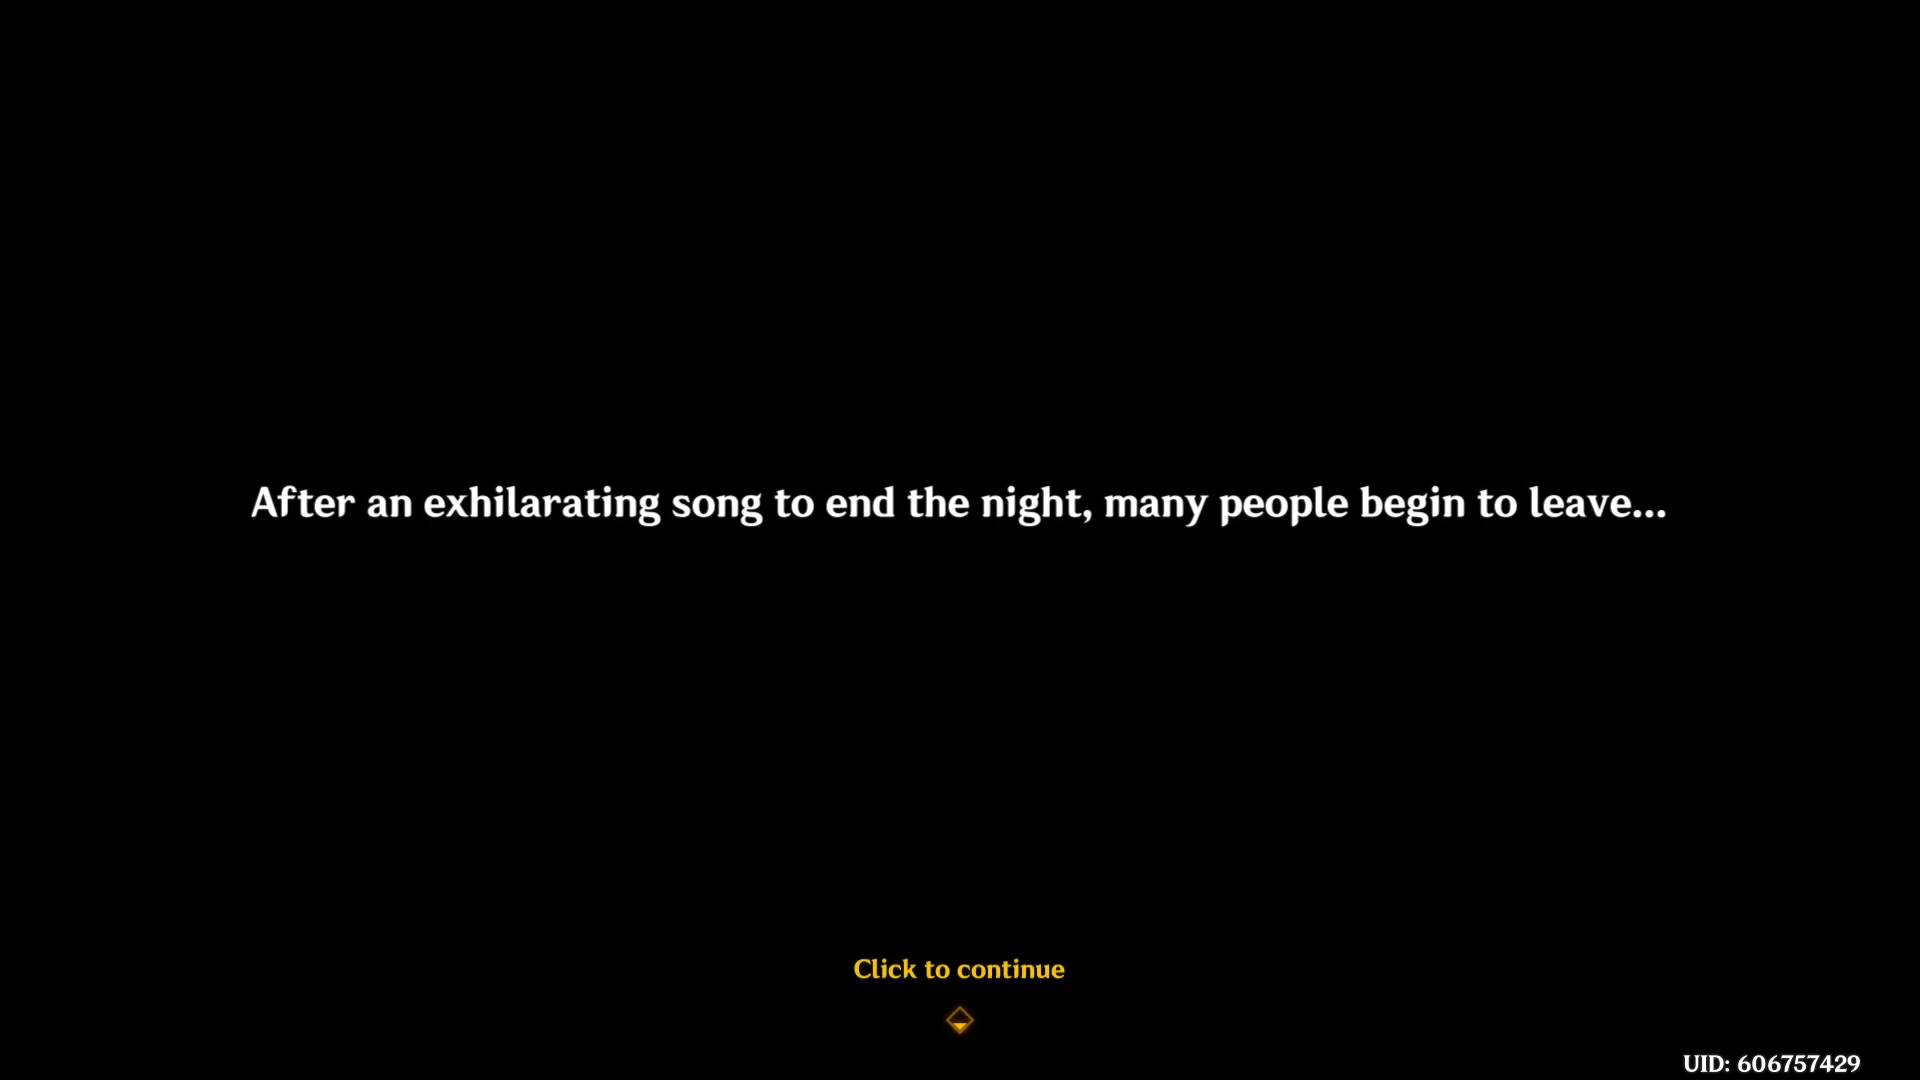 After an exhilarating song to end the night, many people begin to leave...
Click to continue
UID: 606757429